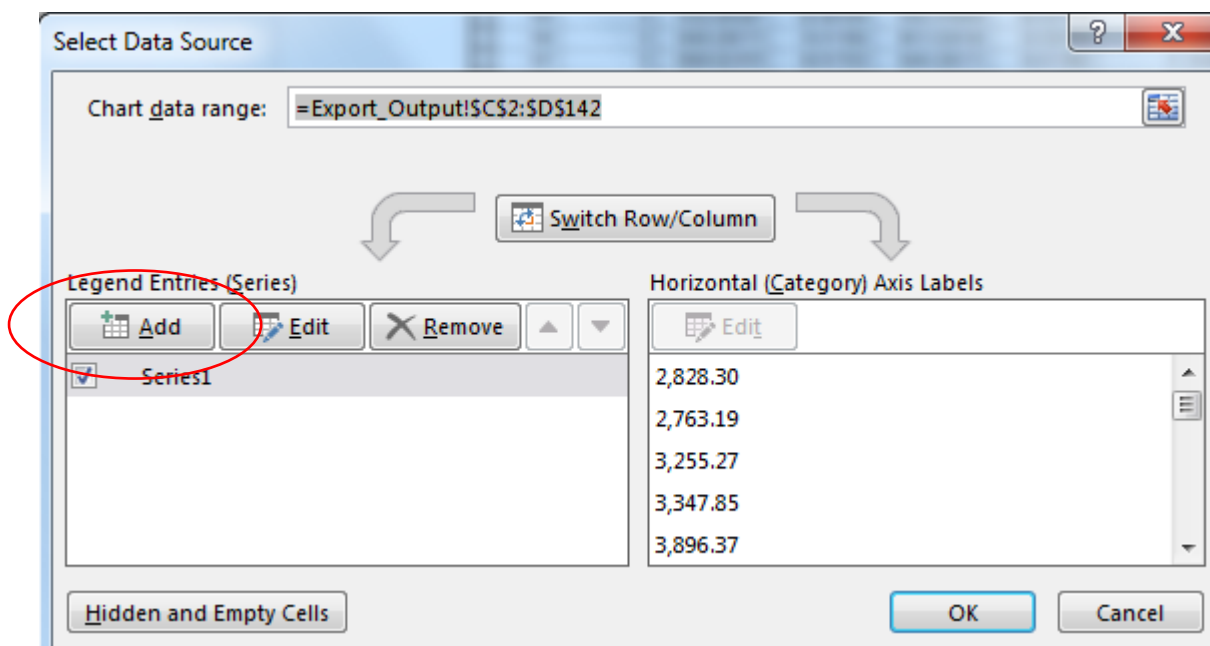 Select Data Source
?
Chart data range: =Export_Output!$C$2:$D$142
Switch Row/Column
Legend Entries (Series)
Add Edit Remove
Series1
Horizontal (Category) Axis Labels
Edit
2,828.30
2,763.19
3,255.27
3,347.85
3,896.37
Hidden and Empty Cells
OK Cancel